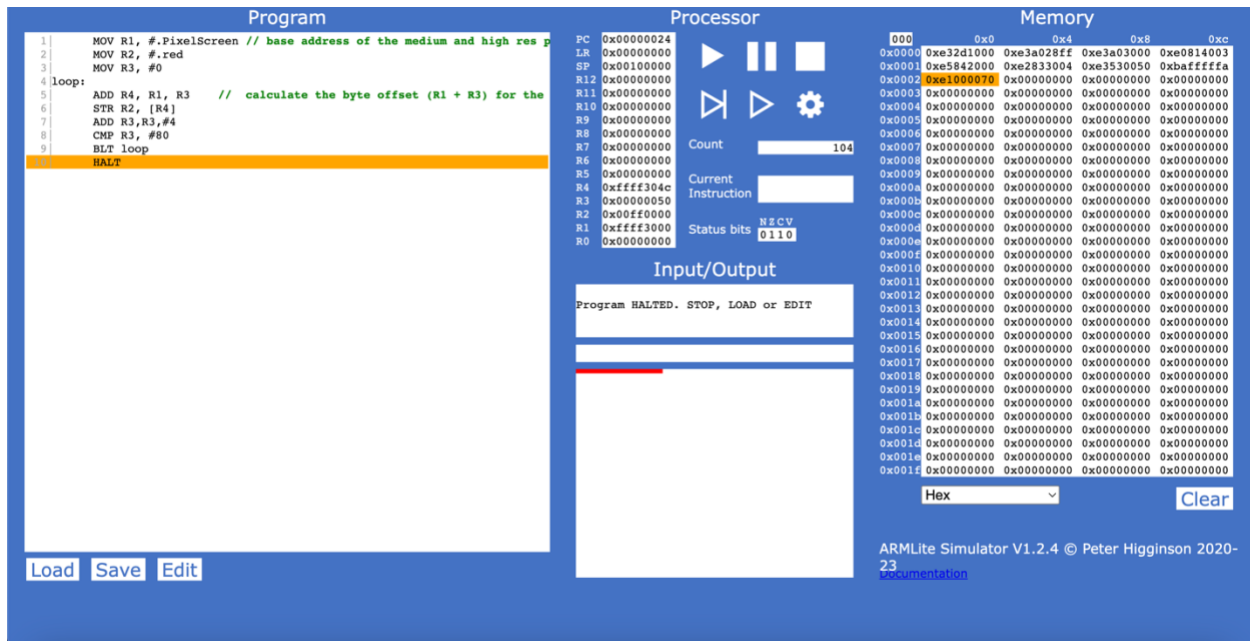 Program
1| MOV R1, #.PixelScreen // base address of the medium and high res p
2| MOV R2, #.red
3| MOV R3, #0
4|loop:
5| ADD R4, R1, R3 // calculate the byte offset (R1 + R3) for the
6| STR R2, [R4]
7| ADD R3,R3,#4
8| CMP R3, #80
9| BLT loop
HALT
Load Save Edit
Processor
PC 0x00000024
LR 0x00000000
SP 0x00100000
R12 0x00000000
R11 0x00000000
R10 0x00000000
R9 0x00000000
R8 0x00000000
R7 0x00000000
R6 0x00000000
R5 0x00000000
R4 0xffff304c
R3 0x00000050
R2 0x00ff0000
R1 0xffff3000
R0 0x00000000
Count 104
Current
Instruction
Status bits NZCV
0110
Input/Output
Program HALTED. STOP, LOAD or EDIT
Memory
000 0x0 0x4 0x8 0xc
0x0000 0xe32d1000 0xe3a028ff 0xe3a03000 0xe0814003
0x0001 0xe5842000 0xe2833004 0xe3530050 0xbafffffa
0x0002 0xe1000070 0x00000000 0x00000000 0x00000000
0x0003 0x00000000 0x00000000 0x00000000 0x00000000
0x0004 0x00000000 0x00000000 0x00000000 0x00000000
0x0005 0x00000000 0x00000000 0x00000000 0x00000000
0x0006 0x00000000 0x00000000 0x00000000 0x00000000
0x0007 0x00000000 0x00000000 0x00000000 0x00000000
0x0008 0x00000000 0x00000000 0x00000000 0x00000000
0x0009 0x00000000 0x00000000 0x00000000 0x00000000
0x000a 0x00000000 0x00000000 0x00000000 0x00000000
0x000b 0x00000000 0x00000000 0x00000000 0x00000000
0x000c 0x00000000 0x00000000 0x00000000 0x00000000
0x000d 0x00000000 0x00000000 0x00000000 0x00000000
0x000e 0x00000000 0x00000000 0x00000000 0x00000000
0x000f 0x00000000 0x00000000 0x00000000 0x00000000
0x0010 0x00000000 0x00000000 0x00000000 0x00000000
0x0011 0x00000000 0x00000000 0x00000000 0x00000000
0x0012 0x00000000 0x00000000 0x00000000 0x00000000
0x0013 0x00000000 0x00000000 0x00000000 0x00000000
0x0014 0x00000000 0x00000000 0x00000000 0x00000000
0x0015 0x00000000 0x00000000 0x00000000 0x00000000
0x0016 0x00000000 0x00000000 0x00000000 0x00000000
0x0017 0x00000000 0x00000000 0x00000000 0x00000000
0x0018 0x00000000 0x00000000 0x00000000 0x00000000
0x0019 0x00000000 0x00000000 0x00000000 0x00000000
0x001a 0x00000000 0x00000000 0x00000000 0x00000000
0x001b 0x00000000 0x00000000 0x00000000 0x00000000
0x001c 0x00000000 0x00000000 0x00000000 0x00000000
0x001d 0x00000000 0x00000000 0x00000000 0x00000000
0x001e 0x00000000 0x00000000 0x00000000 0x00000000
0x001f 0x00000000 0x00000000 0x00000000 0x00000000
Hex Clear
ARMLite Simulator V1.2.4 © Peter Higginson 2020-
23
Documentation